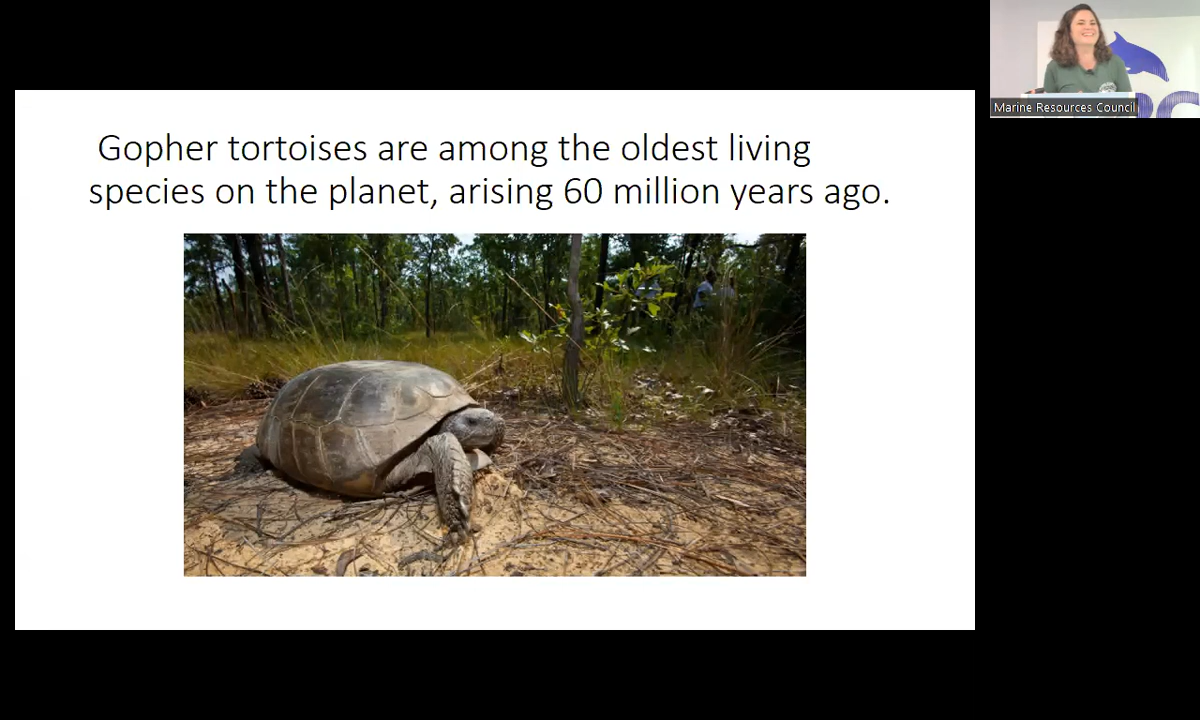 Gopher tortoises are among the oldest living
species on the planet, arising 60 million years ago.
Marine Resources Council